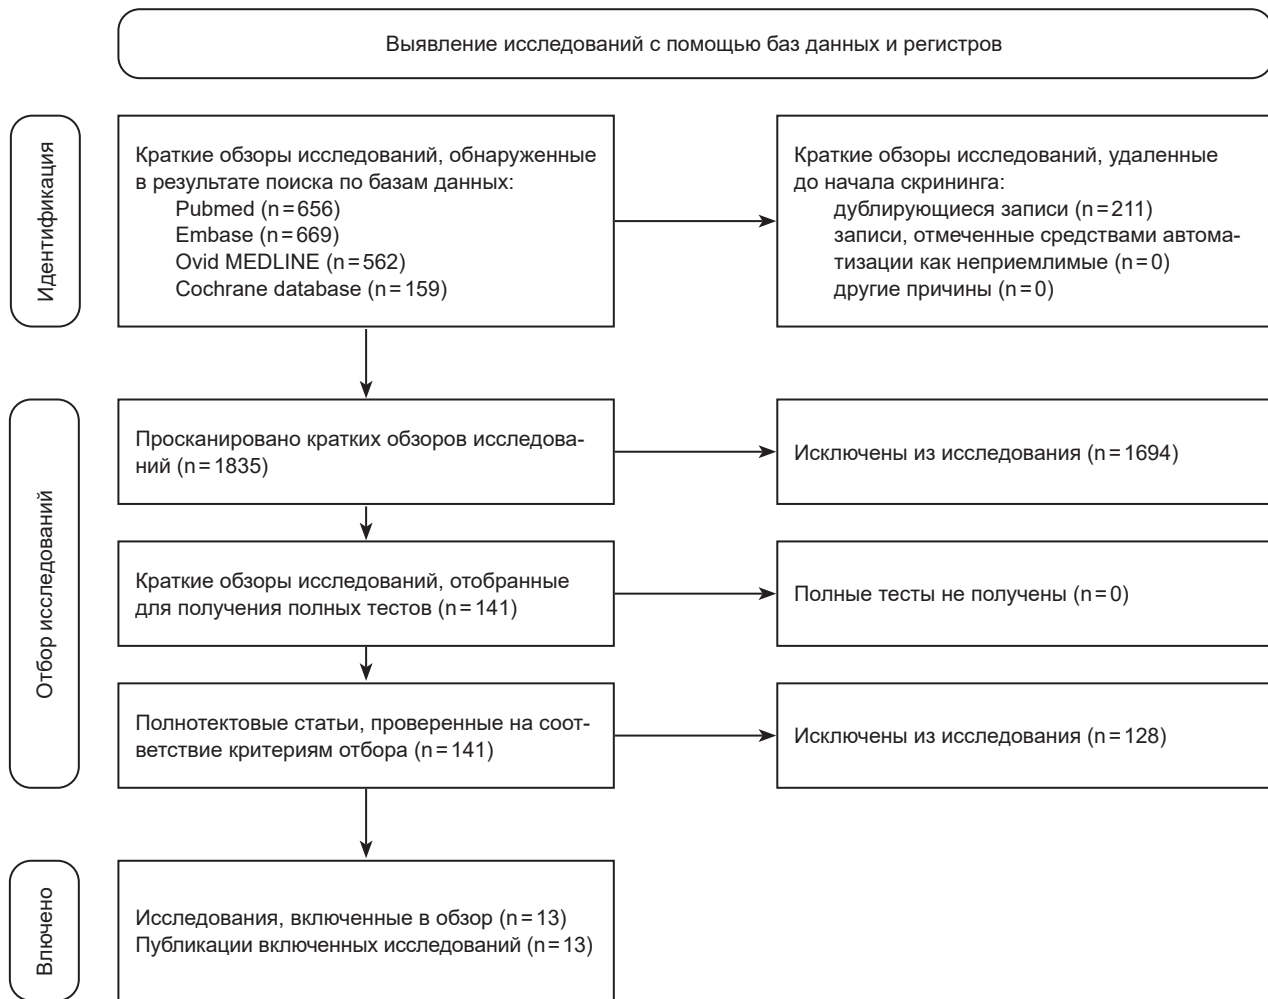 Выявление исследований с помощью баз данных и регистров
Идентификация
Краткие обзоры исследований, обнаруженные
в результате поиска по базам данных:
Pubmed (n=656)
Embase (n=669)
Ovid MEDLINE (n=562)
Cochrane database (n=159)
Краткие обзоры исследований, удаленные
до начала скрининга:
дублирующиеся записи (n=211)
записи, отмеченные средствами автома-
тизации как неприемлимые (n=0)
другие причины (n=0)
Отбор исследований
Просканировано кратких обзоров исследова-
ний (n=1835)
Исключены из исследования (n=1694)
Краткие обзоры исследований, отобранные
для получения полных тестов (n=141)
Полные тесты не получены (n=0)
Полнотектовые статьи, проверенные на соот-
ветствие критериям отбора (n=141)
Исключены из исследования (n=128)
Влючено
Исследования, включенные в обзор (n=13)
Публикации включенных исследований (n=13)